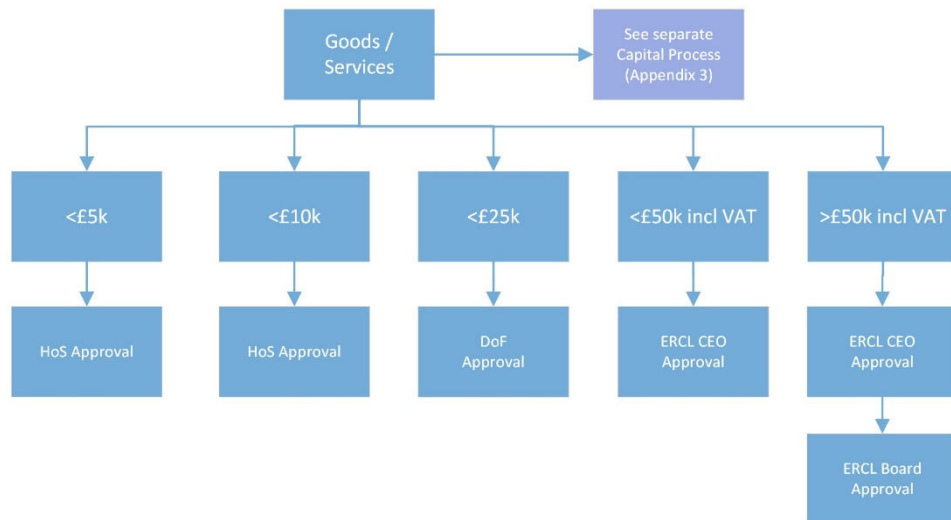 Goods /
Services
See separate
Capital Process
(Appendix 3)
<£5k
<£10k
<£25k
<£50k incl VAT
>£50k incl VAT
HoS Approval
HoS Approval
DoF
Approval
ERCL CEO
Approval
ERCL CEO
Approval
ERCL Board
Approval